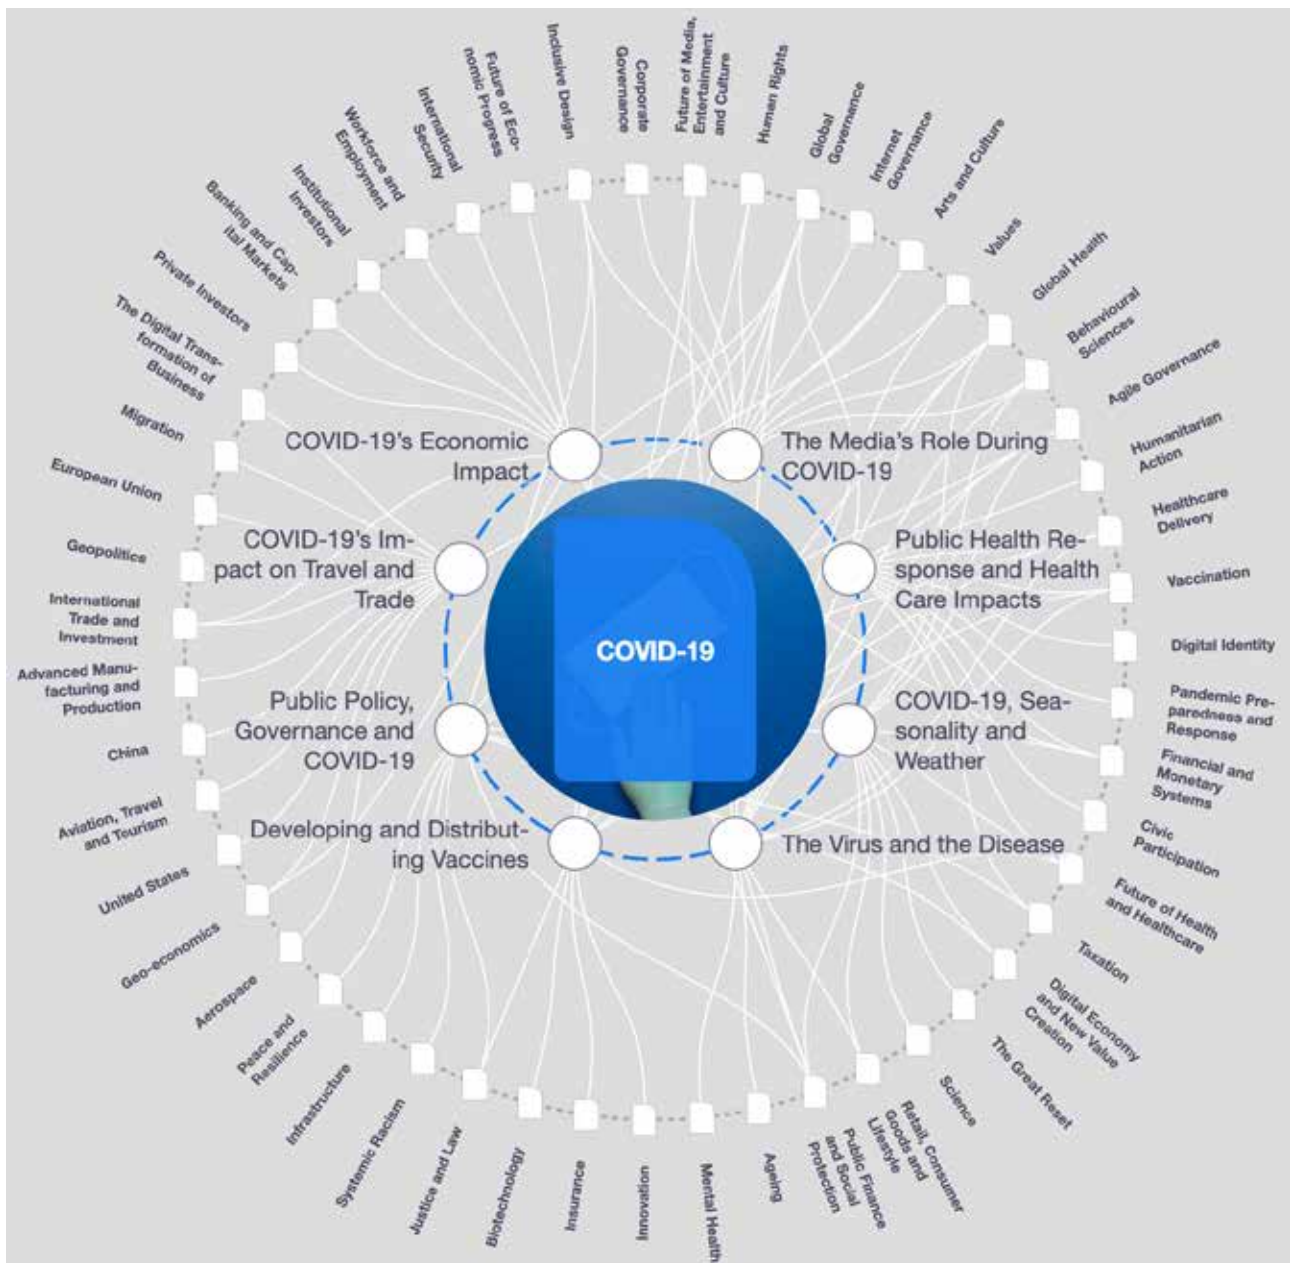 COVID-19
COVID-19's Economic
Impact
The Media's Role During
COVID-19
COVID-19's Im-
pact on Travel and
Trade
Public Health Re-
sponse and Health
Care Impacts
Public Policy,
Governance and
COVID-19
COVID-19, Sea-
sonality and
Weather
Developing and Distribut-
ing Vaccines
The Virus and the Disease
Inclusive Design
Corporate
Governance
Future of Media,
Entertainment
and Culture
Human Rights
Global
Governance
Internet
Governance
Arts and Culture
Values
Global Health
Behavioural
Sciences
Agile Governance
Humanitarian
Action
Healthcare
Delivery
Vaccination
Digital Identity
Pandemic Pre-
paredness and
Response
Financial and
Monetary
Systems
Civic
Participation
Future of Health
and Healthcare
Taxation
Digital Economy
and New Value
Creation
The Great Reset
Science
Retail, Consumer
Goods and
Lifestyle
Public Finance
and Social
Protection
Ageing
Mental Health
Innovation
Insurance
Biotechnology
Justice and Law
Systemic Racism
Infrastructure
Peace and
Resilience
Aerospace
Geo-economics
United States
Aviation, Travel
and Tourism
China
Advanced Manu-
facturing and
Production
International
Trade and
Investment
Geopolitics
European Union
Migration
The Digital Trans-
formation of
Business
Private Investors
Banking and Cap-
ital Markets
Institutional
Investors
Workforce and
Employment
International
Security
Future of Eco-
nomic Progress